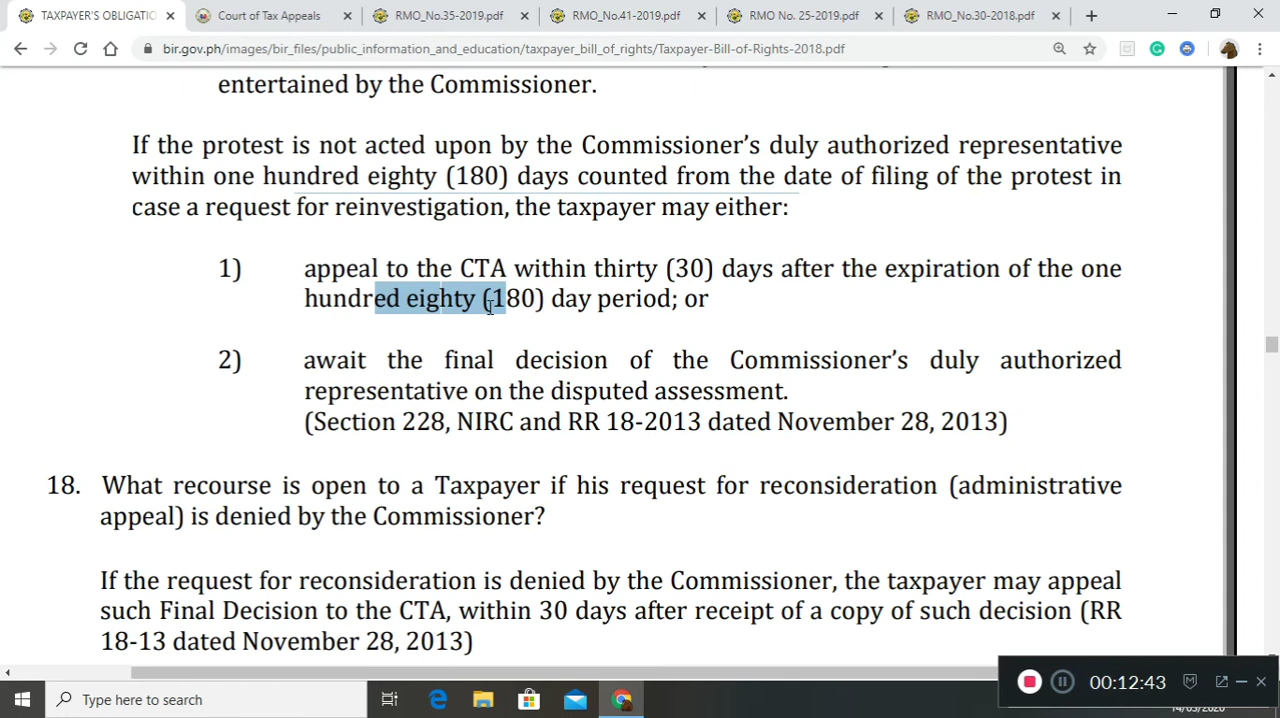 TAXPAYER'S OBLIGATIO
Court of Tax Appeals
RMO_No.35-2019.pdf
RMO_No.41-2019.pdf
RMO No. 25-2019.pdf
RMO_No.30-2018.pdf
bir.gov.ph/images/bir_files/public_information_and_education/taxpayer_bill_of_rights/Taxpayer-Bill-of-Rights-2018.pdf
entertained by the Commissioner.
If the protest is not acted upon by the Commissioner's duly authorized representative
within one hundred eighty (180) days counted from the date of filing of the protest in
case a request for reinvestigation, the taxpayer may either:
1) appeal to the CTA within thirty (30) days after the expiration of the one
hundred eighty (180) day period; or
2) await the final decision of the Commissioner's duly authorized
representative on the disputed assessment.
(Section 228, NIRC and RR 18-2013 dated November 28, 2013)
18. What recourse is open to a Taxpayer if his request for reconsideration (administrative
appeal) is denied by the Commissioner?
If the request for reconsideration is denied by the Commissioner, the taxpayer may appeal
such Final Decision to the CTA, within 30 days after receipt of a copy of such decision (RR
18-13 dated November 28, 2013)
Type here to search
00:12:43
14/03/2020